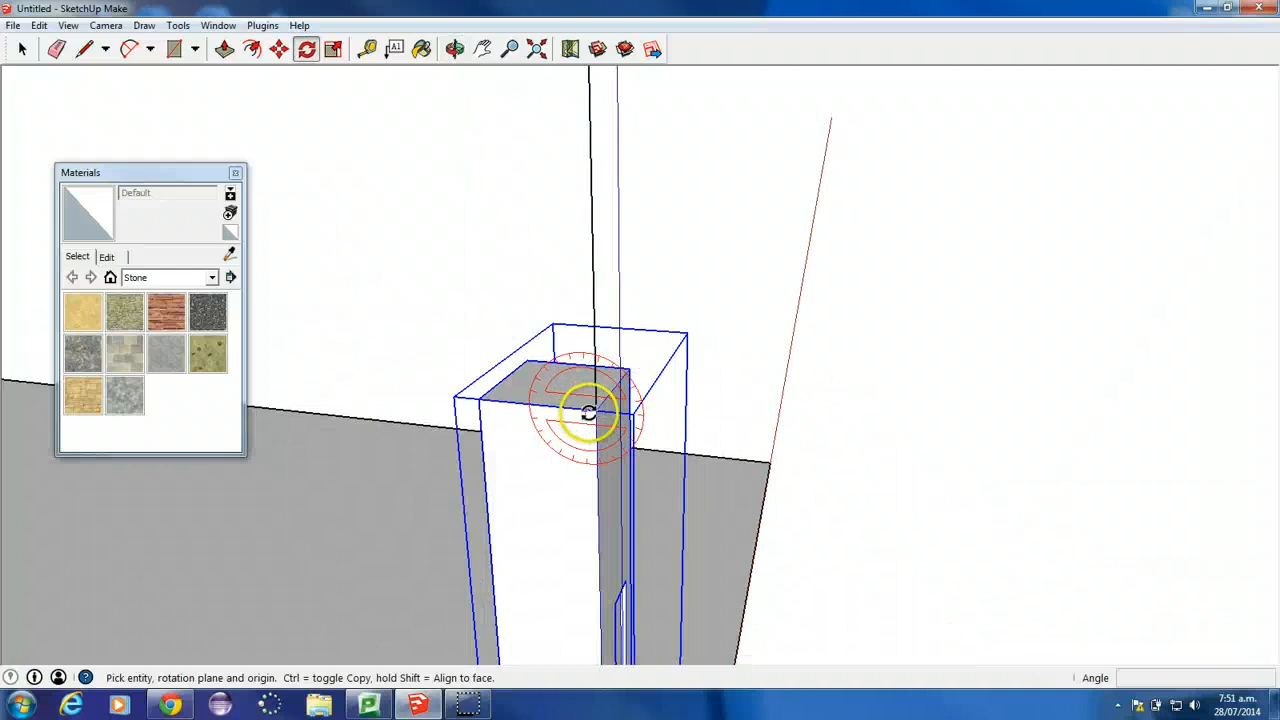 Untitled - SketchUp Make
File Edit View Camera Draw Tools Window Plugins Help
A1
Materials
Default
Select Edit
Stone
Pick entity, rotation plane and origin. Ctrl = toggle Copy, hold Shift = Align to face.
Angle
7:51 a.m.
28/07/2014